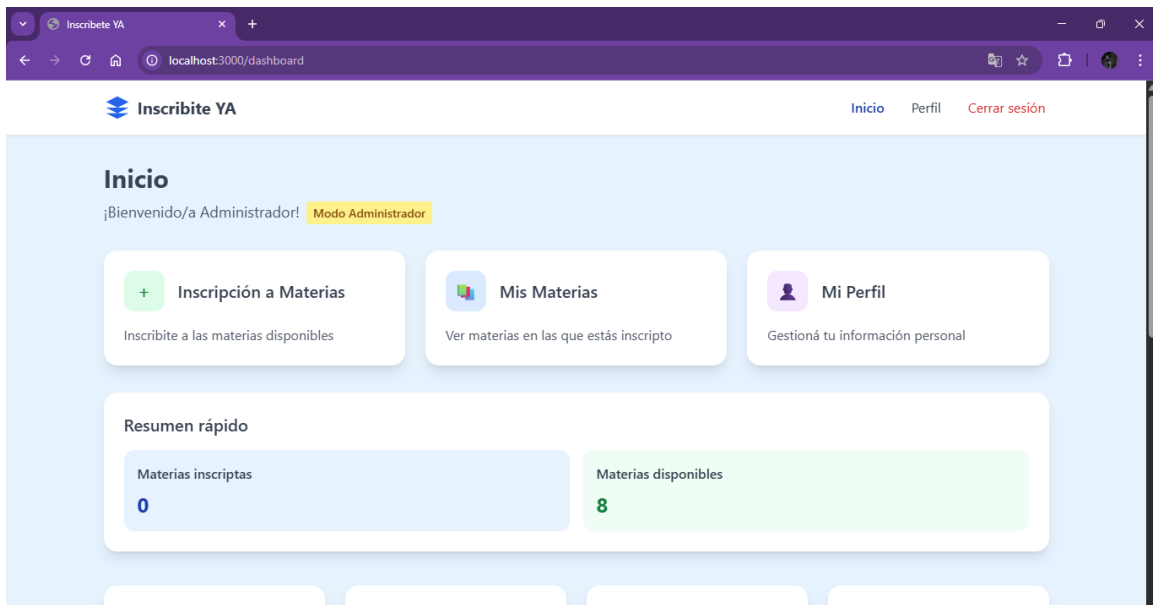 Inscribete YA
localhost:3000/dashboard
Inscribite YA
Inicio Perfil Cerrar sesión
Inicio
¡Bienvenido/a Administrador! Modo Administrador
+ Inscripción a Materias
Inscribite a las materias disponibles
Mis Materias
Ver materias en las que estás inscripto
Mi Perfil
Gestioná tu información personal
Resumen rápido
Materias inscriptas
0
Materias disponibles
8